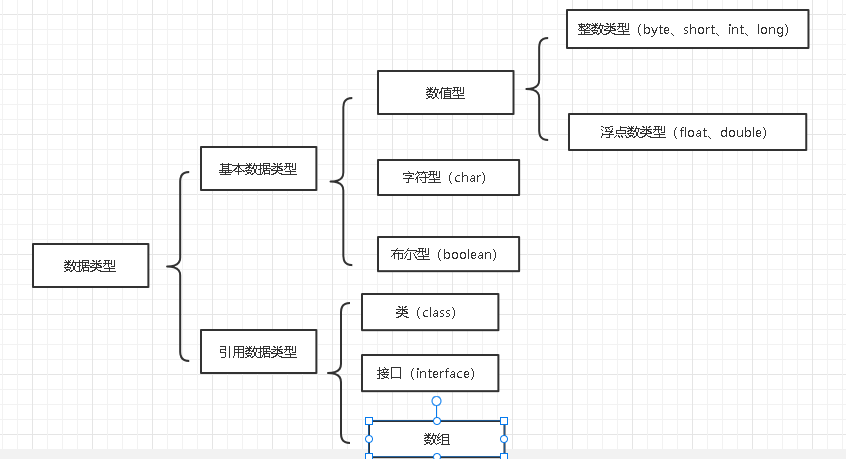 整数类型（byte、short、int、long）
数值型
浮点数类型（float、double）
基本数据类型
字符型（char）
布尔型（boolean）
数据类型
类（class）
引用数据类型
接口（interface）
数组